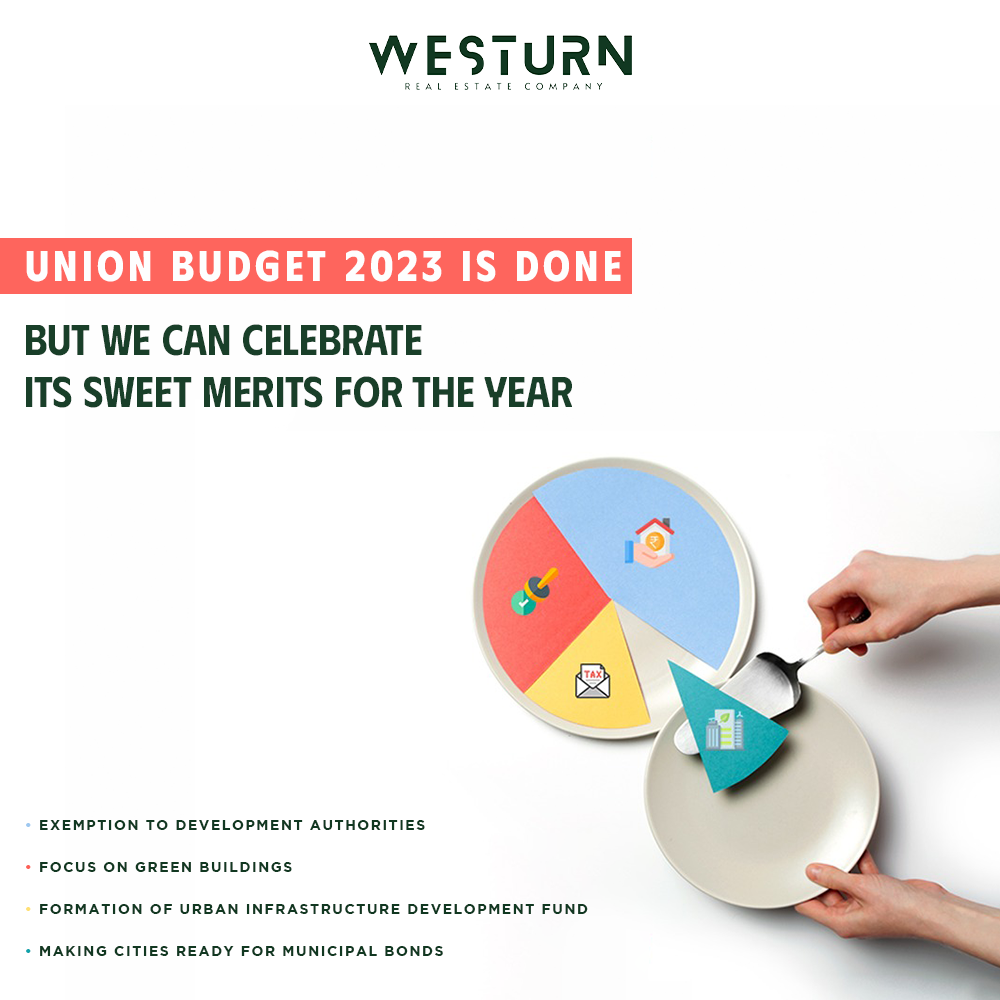 WESTURN
REAL ESTATE COMPANY
UNION BUDGET 2023 IS DONE
BUT WE CAN CELEBRATE
ITS SWEET MERITS FOR THE YEAR
₹
TAX
• EXEMPTION TO DEVELOPMENT AUTHORITIES
• FOCUS ON GREEN BUILDINGS
• FORMATION OF URBAN INFRASTRUCTURE DEVELOPMENT FUND
• MAKING CITIES READY FOR MUNICIPAL BONDS